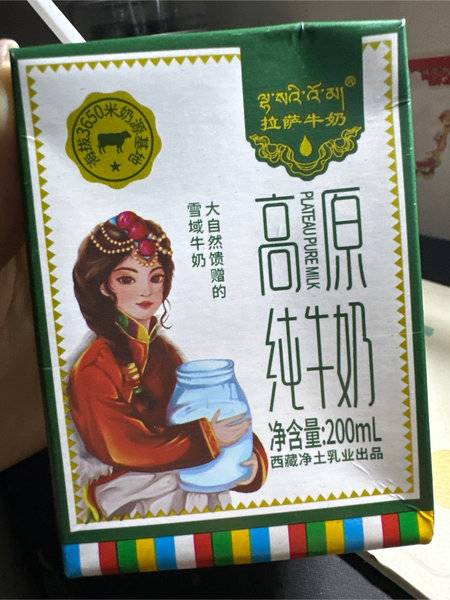 海拔3650米奶源基地
ལྷ་སའི་འོ་མ།
®
拉萨牛奶
大自然馈赠的
雪域牛奶
高原
PLATEAU PURE MILK
纯牛奶
净含量:200mL
西藏净土乳业出品